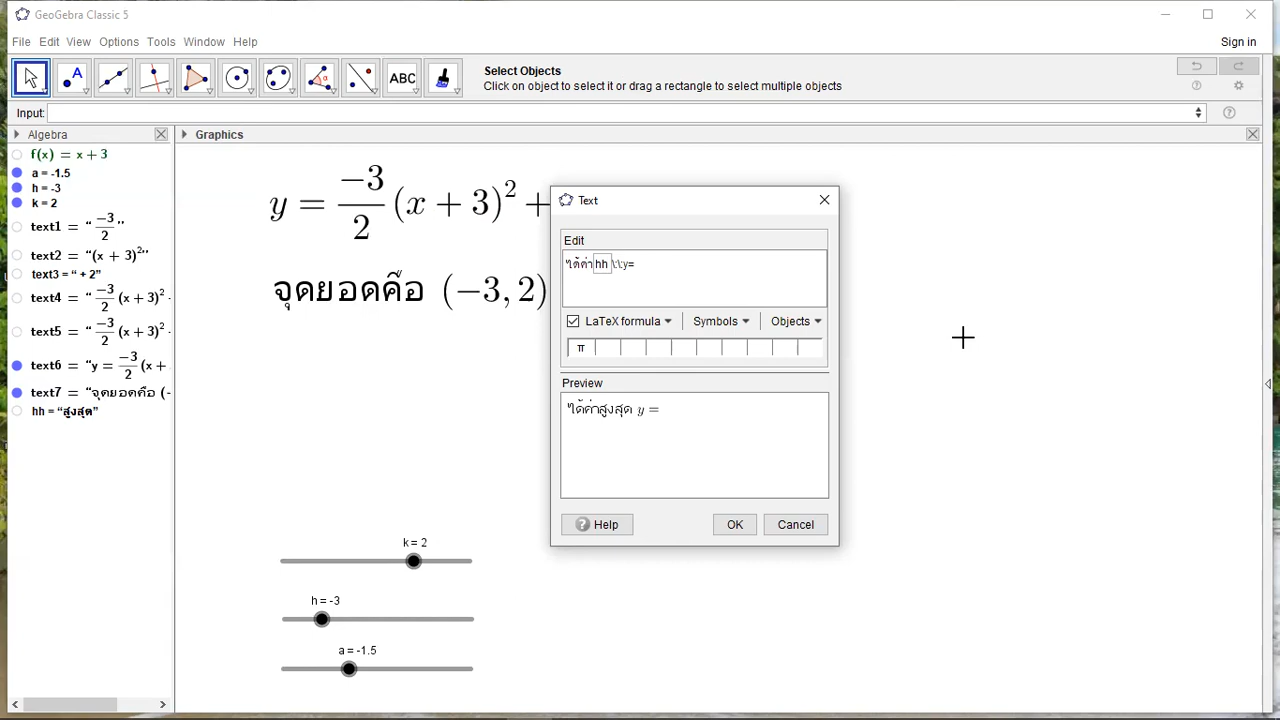 GeoGebra Classic 5
File Edit View Options Tools Window Help
Sign in
ABC
Select Objects
Click on object to select it or drag a rectangle to select multiple objects
Input:
Algebra
Graphics
f(x) = x + 3
a = -1.5
h = -3
k = 2
text1 = “ -3/2 ”
text2 = “(x + 3)²”
text3 = “ + 2”
text4 = “ -3/2 (x + 3)² -
text5 = “ -3/2 (x + 3)² -
text6 = “y = -3/2 (x +
text7 = “จุดยอดคือ (-
hh = “สูงสุด”
y = -3/2 (x + 3)² +
จุดยอดคือ (−3, 2)
k = 2
h = -3
a = -1.5
Text
Edit
ได้ค่า hh \:\:y=
LaTeX formula Symbols Objects
π
Preview
ได้ค่าสูงสุด y =
Help OK Cancel